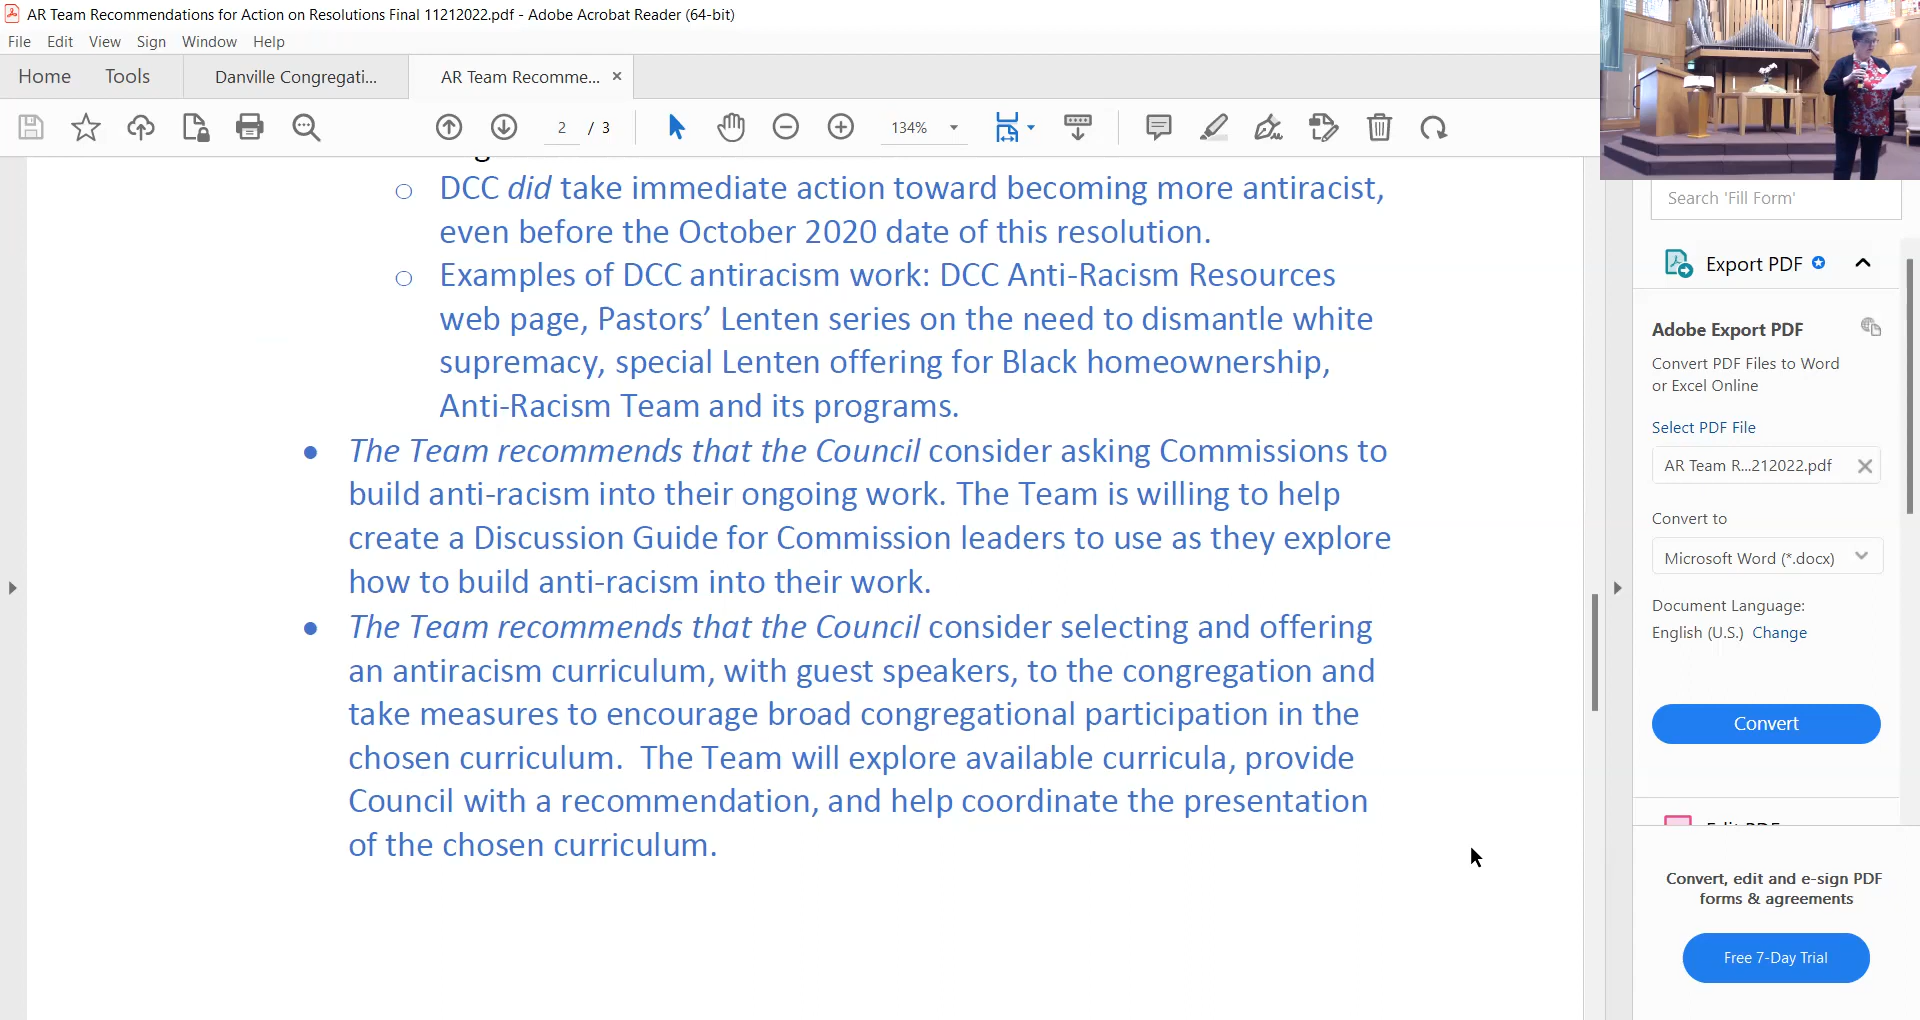 AR Team Recommendations for Action on Resolutions Final 11212022.pdf - Adobe Acrobat Reader (64-bit)
File Edit View Sign Window Help
Home Tools Danville Congregati... AR Team Recomme... ×
2 / 3 134%
DCC did take immediate action toward becoming more antiracist,
even before the October 2020 date of this resolution.
Examples of DCC antiracism work: DCC Anti-Racism Resources
web page, Pastors’ Lenten series on the need to dismantle white
supremacy, special Lenten offering for Black homeownership,
Anti-Racism Team and its programs.
The Team recommends that the Council consider asking Commissions to
build anti-racism into their ongoing work. The Team is willing to help
create a Discussion Guide for Commission leaders to use as they explore
how to build anti-racism into their work.
The Team recommends that the Council consider selecting and offering
an antiracism curriculum, with guest speakers, to the congregation and
take measures to encourage broad congregational participation in the
chosen curriculum.  The Team will explore available curricula, provide
Council with a recommendation, and help coordinate the presentation
of the chosen curriculum.
Search 'Fill Form'
Export PDF
Adobe Export PDF
Convert PDF Files to Word
or Excel Online
Select PDF File
AR Team R...212022.pdf
Convert to
Microsoft Word (*.docx)
Document Language:
English (U.S.) Change
Convert
Convert, edit and e-sign PDF
forms & agreements
Free 7-Day Trial